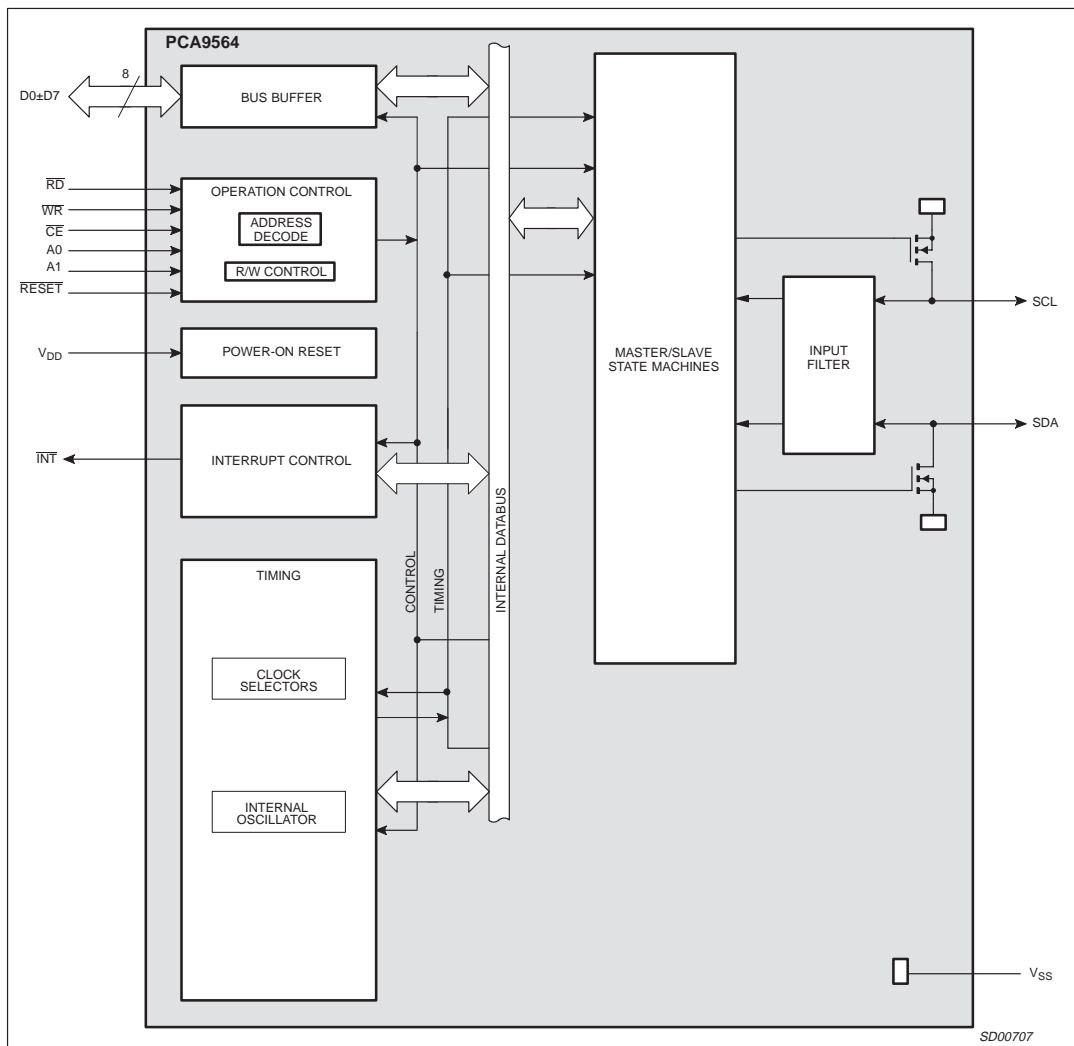 PCA9564
8
D0±D7
BUS BUFFER
RD
WR
CE
A0
A1
RESET
OPERATION CONTROL
ADDRESS
DECODE
R/W CONTROL
VDD
POWER-ON RESET
INT
INTERRUPT CONTROL
TIMING
CLOCK
SELECTORS
INTERNAL
OSCILLATOR
CONTROL
TIMING
INTERNAL DATABUS
MASTER/SLAVE
STATE MACHINES
INPUT
FILTER
SCL
SDA
VSS
SD00707